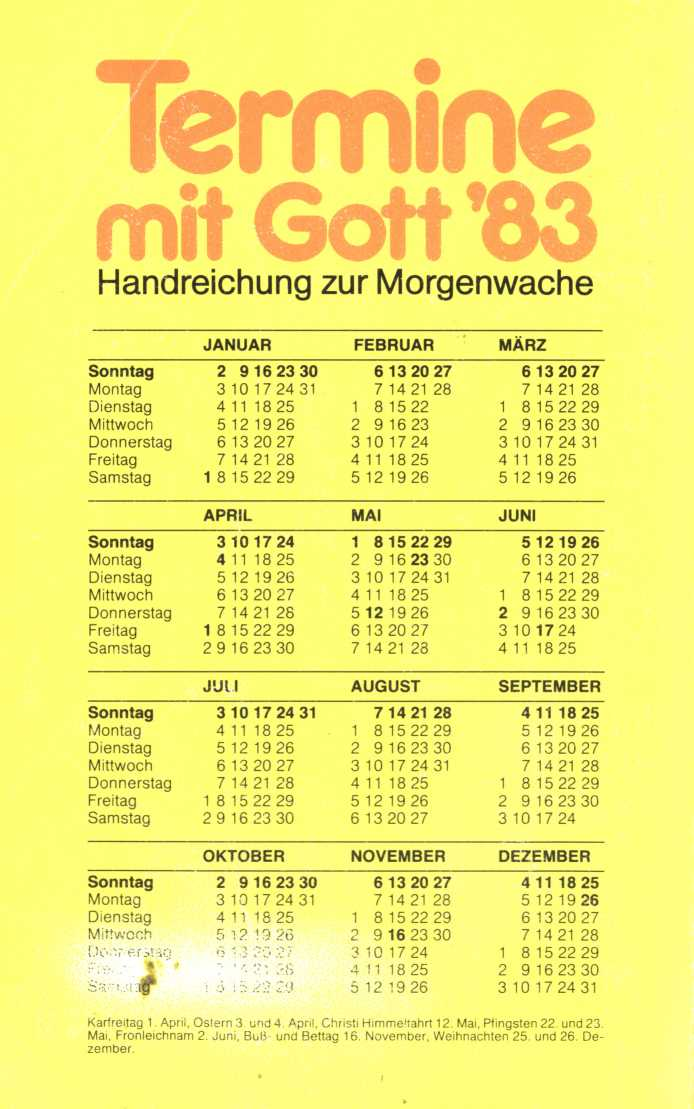 Termine
mit Gott '83
Handreichung zur Morgenwache
JANUAR FEBRUAR MÄRZ
Sonntag 2 9 16 23 30 6 13 20 27 6 13 20 27
Montag 3 10 17 24 31 7 14 21 28 7 14 21 28
Dienstag 4 11 18 25 1 8 15 22 1 8 15 22 29
Mittwoch 5 12 19 26 2 9 16 23 2 9 16 23 30
Donnerstag 6 13 20 27 3 10 17 24 3 10 17 24 31
Freitag 7 14 21 28 4 11 18 25 4 11 18 25
Samstag 1 8 15 22 29 5 12 19 26 5 12 19 26
APRIL MAI JUNI
Sonntag 3 10 17 24 1 8 15 22 29 5 12 19 26
Montag 4 11 18 25 2 9 16 23 30 6 13 20 27
Dienstag 5 12 19 26 3 10 17 24 31 7 14 21 28
Mittwoch 6 13 20 27 4 11 18 25 1 8 15 22 29
Donnerstag 7 14 21 28 5 12 19 26 2 9 16 23 30
Freitag 1 8 15 22 29 6 13 20 27 3 10 17 24
Samstag 2 9 16 23 30 7 14 21 28 4 11 18 25
JULI AUGUST SEPTEMBER
Sonntag 3 10 17 24 31 7 14 21 28 4 11 18 25
Montag 4 11 18 25 1 8 15 22 29 5 12 19 26
Dienstag 5 12 19 26 2 9 16 23 30 6 13 20 27
Mittwoch 6 13 20 27 3 10 17 24 31 7 14 21 28
Donnerstag 7 14 21 28 4 11 18 25 1 8 15 22 29
Freitag 1 8 15 22 29 5 12 19 26 2 9 16 23 30
Samstag 2 9 16 23 30 6 13 20 27 3 10 17 24
OKTOBER NOVEMBER DEZEMBER
Sonntag 2 9 16 23 30 6 13 20 27 4 11 18 25
Montag 3 10 17 24 31 7 14 21 28 5 12 19 26
Dienstag 4 11 18 25 1 8 15 22 29 6 13 20 27
Mittwoch 5 12 19 26 2 9 16 23 30 7 14 21 28
Donnerstag 6 13 20 27 3 10 17 24 1 8 15 22 29
7 14 21 28 4 11 18 25 2 9 16 23 30
Samstag 1 8 15 22 29 5 12 19 26 3 10 17 24 31
Karfreitag 1. April, Ostern 3. und 4. April, Christi Himmelfahrt 12. Mai, Pfingsten 22. und 23.
Mai, Fronleichnam 2. Juni, Buß- und Bettag 16. November, Weihnachten 25. und 26. De-
zember.